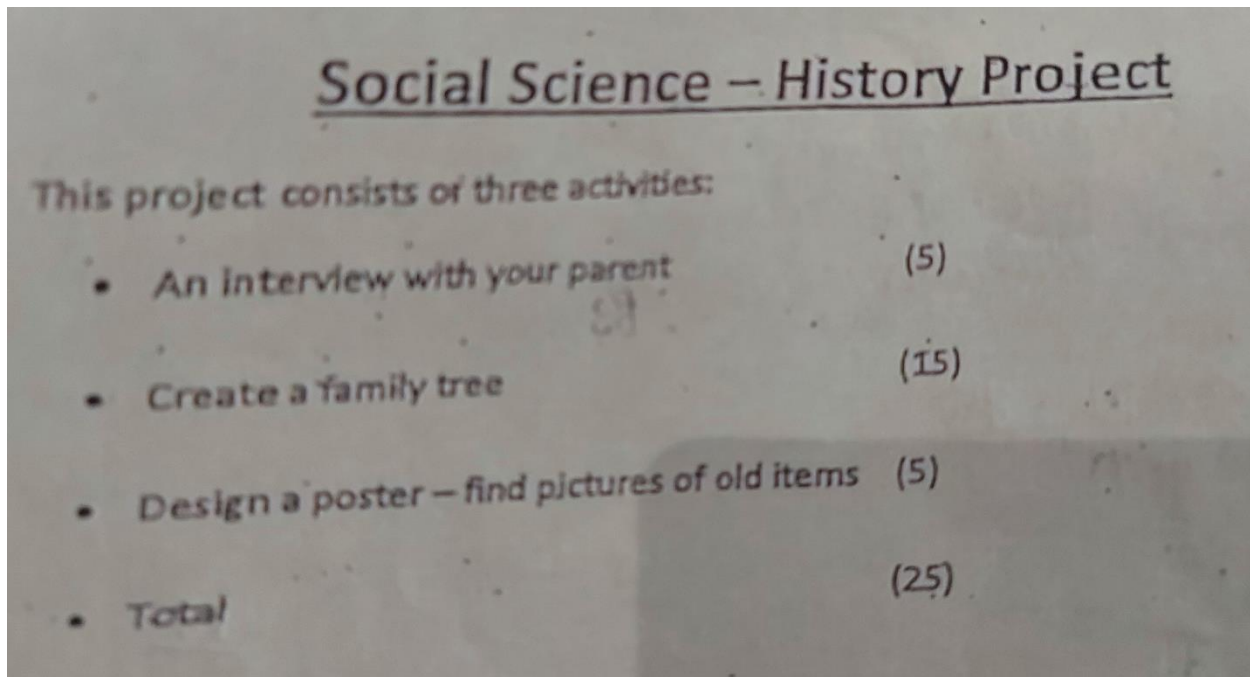 Social Science – History Project
This project consists of three activities:
• An interview with your parent (5)
• Create a family tree (15)
• Design a poster – find pictures of old items (5)
• Total (25)